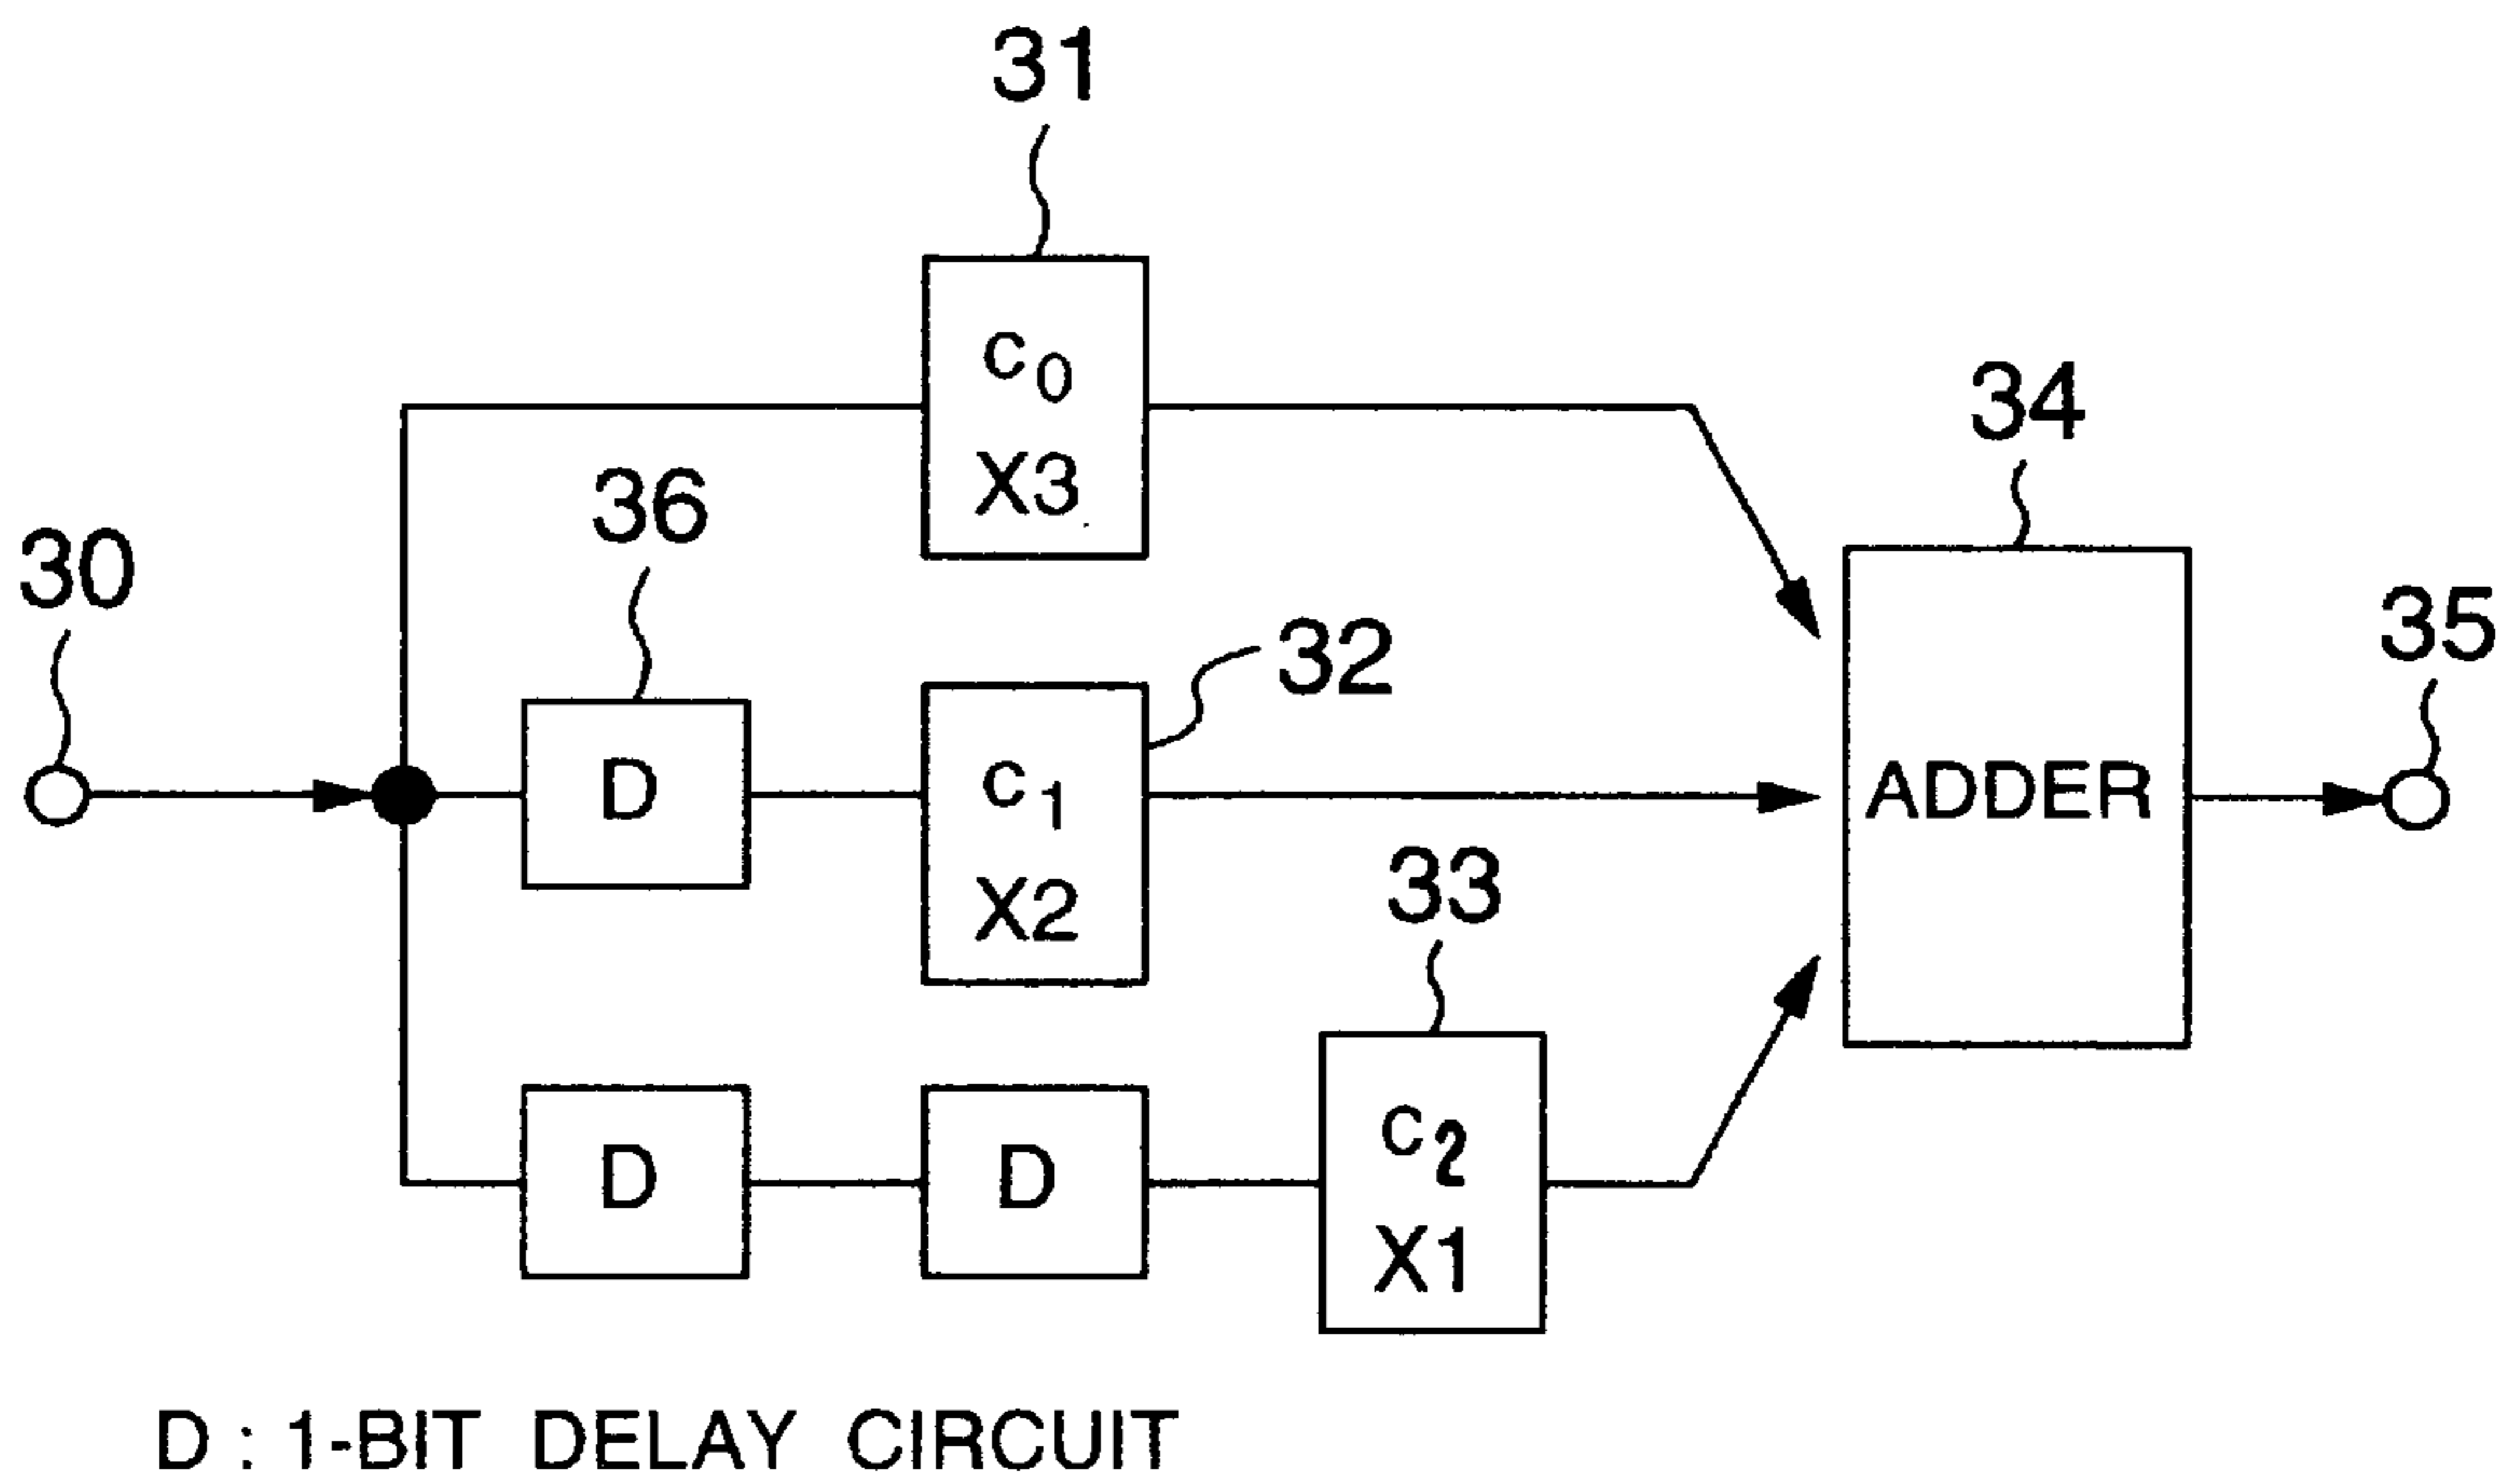 31
34
36
c0
X3
30
32
35
D
c1
X2
ADDER
33
D
D
c2
X1
D : 1-BIT DELAY CIRCUIT